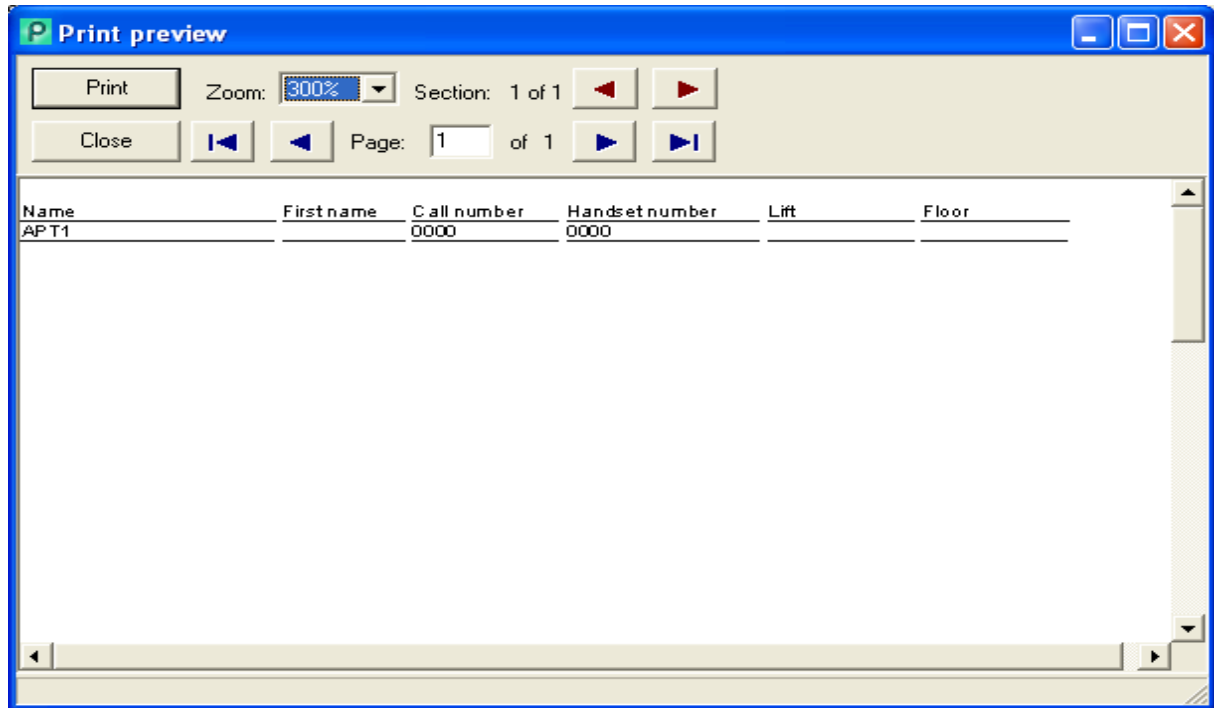 Print preview
Print Zoom: 300% Section: 1 of 1
Close Page: 1 of 1
Name First name Call number Handset number Lift Floor
APT1 0000 0000